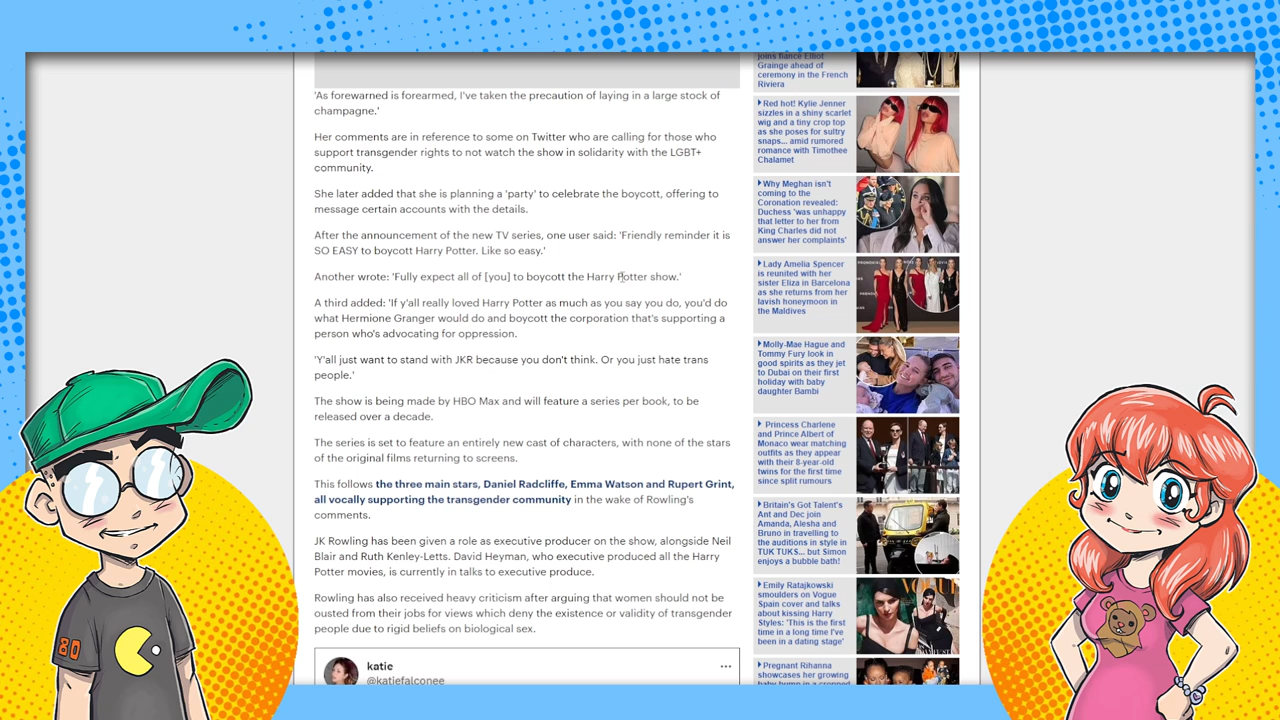 'As forewarned is forearmed, I've taken the precaution of laying in a large stock of
champagne.'
Her comments are in reference to some on Twitter who are calling for those who
support transgender rights to not watch the show in solidarity with the LGBT+
community.
She later added that she is planning a 'party' to celebrate the boycott, offering to
message certain accounts with the details.
After the announcement of the new TV series, one user said: 'Friendly reminder it is
SO EASY to boycott Harry Potter. Like so easy.'
Another wrote: 'Fully expect all of [you] to boycott the Harry Potter show.'
A third added: 'If y'all really loved Harry Potter as much as you say you do, you'd do
what Hermione Granger would do and boycott the corporation that's supporting a
person who's advocating for oppression.
'Y'all just want to stand with JKR because you don't think. Or you just hate trans
people.'
The show is being made by HBO Max and will feature a series per book, to be
released over a decade.
The series is set to feature an entirely new cast of characters, with none of the stars
of the original films returning to screens.
This follows the three main stars, Daniel Radcliffe, Emma Watson and Rupert Grint,
all vocally supporting the transgender community in the wake of Rowling's
comments.
JK Rowling has been given a role as executive producer on the show, alongside Neil
Blair and Ruth Kenley-Letts. David Heyman, who executive produced all the Harry
Potter movies, is currently in talks to executive produce.
Rowling has also received heavy criticism after arguing that women should not be
ousted from their jobs for views which deny the existence or validity of transgender
people due to rigid beliefs on biological sex.
katie
@katiefalconee
joins fiancé Elliot
Grainge ahead of
ceremony in the French
Riviera
Red hot! Kylie Jenner
sizzles in a shiny scarlet
wig and a tiny crop top
as she poses for sultry
snaps... amid rumored
romance with Timothee
Chalamet
Why Meghan isn't
coming to the
Coronation revealed:
Duchess 'was unhappy
that letter to her from
King Charles did not
answer her complaints'
Lady Amelia Spencer
is reunited with her
sister Eliza in Barcelona
as she returns from her
lavish honeymoon in
the Maldives
Molly-Mae Hague and
Tommy Fury look in
good spirits as they jet
to Dubai on their first
holiday with baby
daughter Bambi
Princess Charlene
and Prince Albert of
Monaco wear matching
outfits as they appear
with their 8-year-old
twins for the first time
since split rumours
Britain's Got Talent's
Ant and Dec join
Amanda, Alesha and
Bruno in travelling to
the auditions in style in
TUK TUKS... but Simon
enjoys a bubble bath!
Emily Ratajkowski
smoulders on Vogue
Spain cover and talks
about kissing Harry
Styles: 'This is the first
time in a long time I've
been in a dating stage'
VOGUE
Pregnant Rihanna
showcases her growing
baby bump in a cropped
80